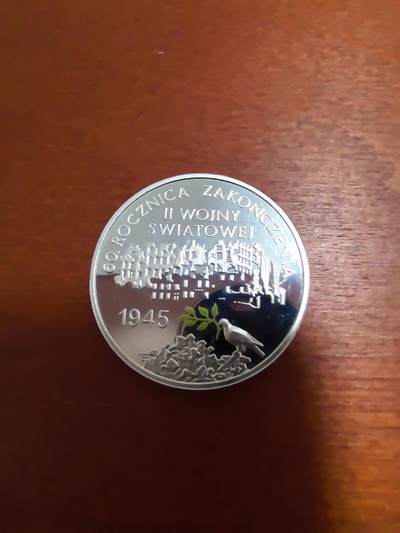 60. ROCZNICA ZAKOŃCZENIA
II WOJNY
ŚWIATOWEJ
1945